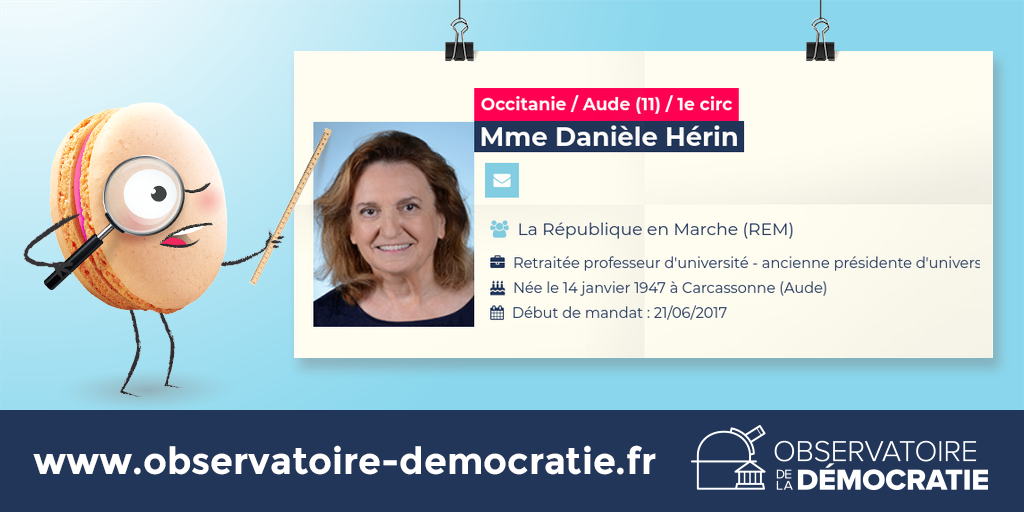 Occitanie / Aude (11) / 1e circ
Mme Danièle Hérin
La République en Marche (REM)
Retraitée professeur d'université - ancienne présidente d'univers
Née le 14 janvier 1947 à Carcassonne (Aude)
Début de mandat : 21/06/2017
www.observatoire-democratie.fr
OBSERVATOIRE
DE LA DÉMOCRATIE